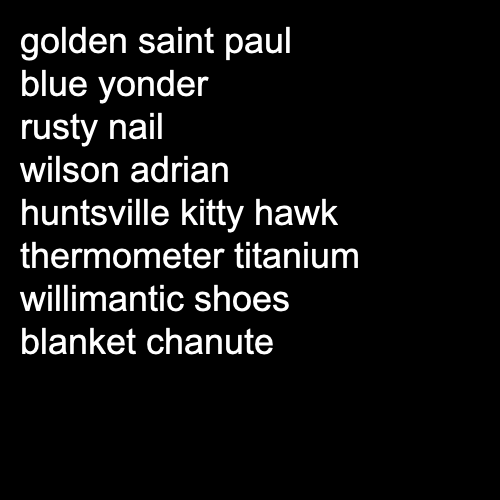 golden saint paul
blue yonder
rusty nail
wilson adrian
huntsville kitty hawk
thermometer titanium
willimantic shoes
blanket chanute